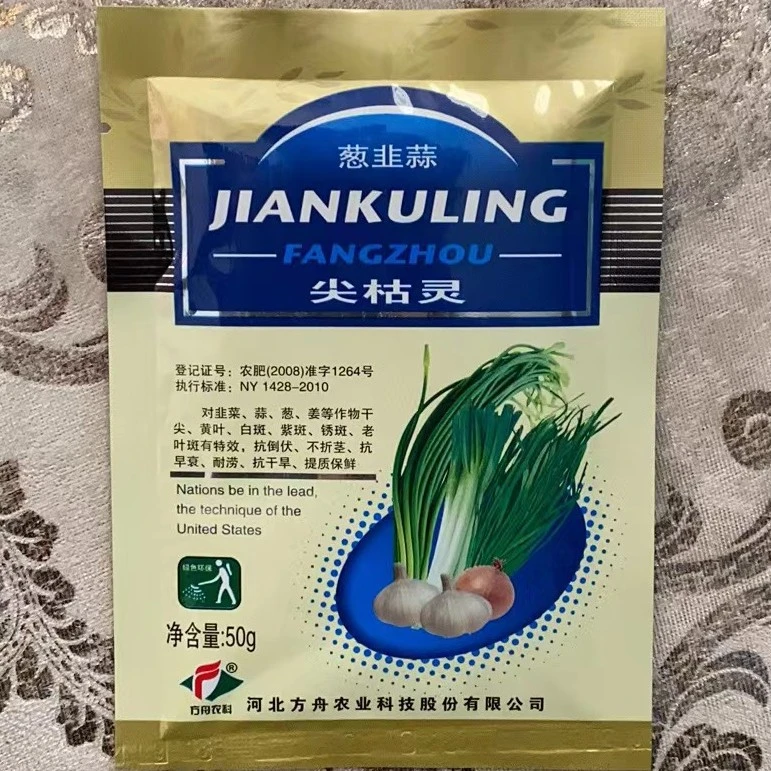 葱韭蒜
JIANKULING
FANGZHOU
尖枯灵
登记证号：农肥(2008)准字1264号
执行标准：NY 1428-2010
对韭菜、蒜、葱、姜等作物干
尖、黄叶、白斑、紫斑、锈斑、老
叶斑有特效，抗倒伏、不折茎、抗
早衰、耐涝、抗干旱、提质保鲜
Nations be in the lead,
the technique of the
United States
绿色环保
净含量:50g
®
方舟农科
河北方舟农业科技股份有限公司